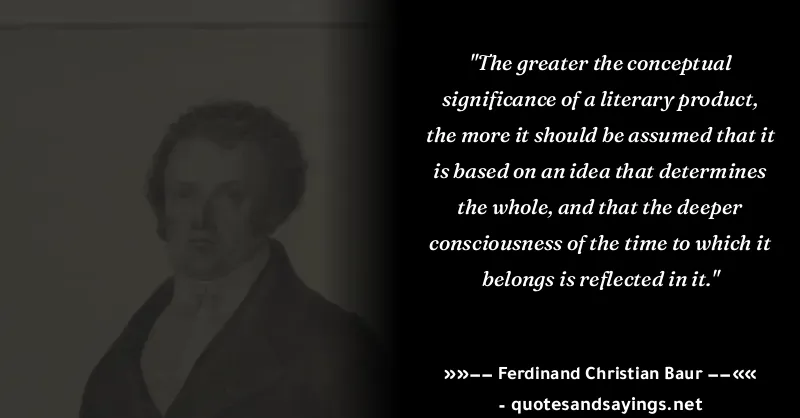 "The greater the conceptual
significance of a literary product,
the more it should be assumed that it
is based on an idea that determines
the whole, and that the deeper
consciousness of the time to which it
belongs is reflected in it."
»»−− Ferdinand Christian Baur −−««
- quotesandsayings.net